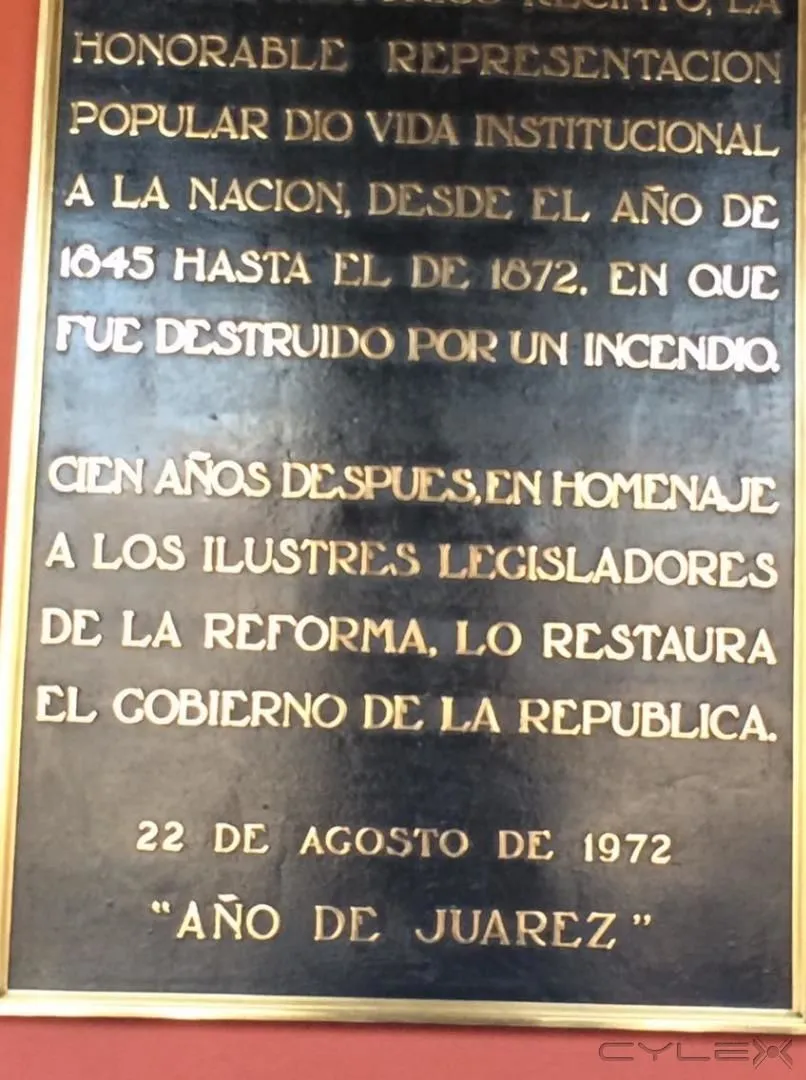 RECINTO, LA
HONORABLE REPRESENTACION
POPULAR DIO VIDA INSTITUCIONAL
A LA NACION, DESDE EL AÑO DE
1845 HASTA EL DE 1872, EN QUE
FUE DESTRUIDO POR UN INCENDIO.
CIEN AÑOS DESPUES, EN HOMENAJE
A LOS ILUSTRES LEGISLADORES
DE LA REFORMA, LO RESTAURA
EL GOBIERNO DE LA REPUBLICA.
22 DE AGOSTO DE 1972
"AÑO DE JUAREZ"
CYLEX